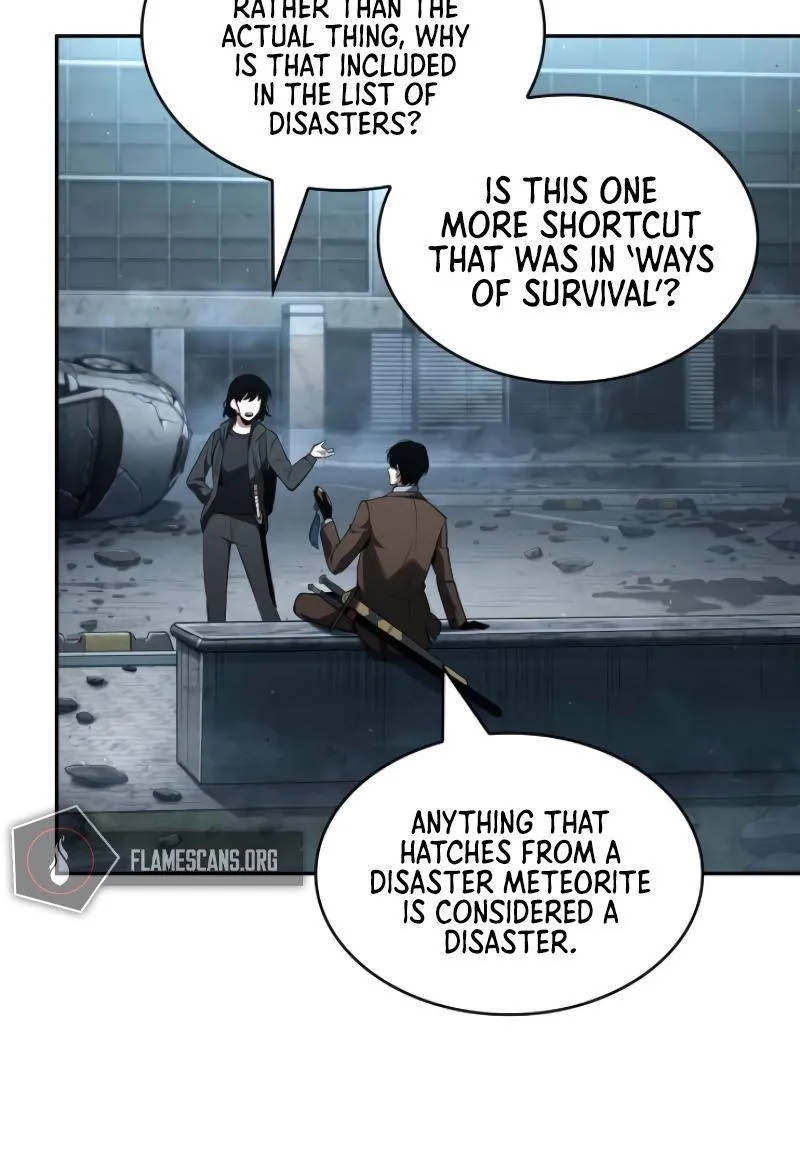 RATHER THAN THE
ACTUAL THING, WHY
IS THAT INCLUDED
IN THE LIST OF
DISASTERS?
IS THIS ONE
MORE SHORTCUT
THAT WAS IN ‘WAYS
OF SURVIVAL’?
FLAMESCANS.ORG
ANYTHING THAT
HATCHES FROM A
DISASTER METEORITE
IS CONSIDERED A
DISASTER.